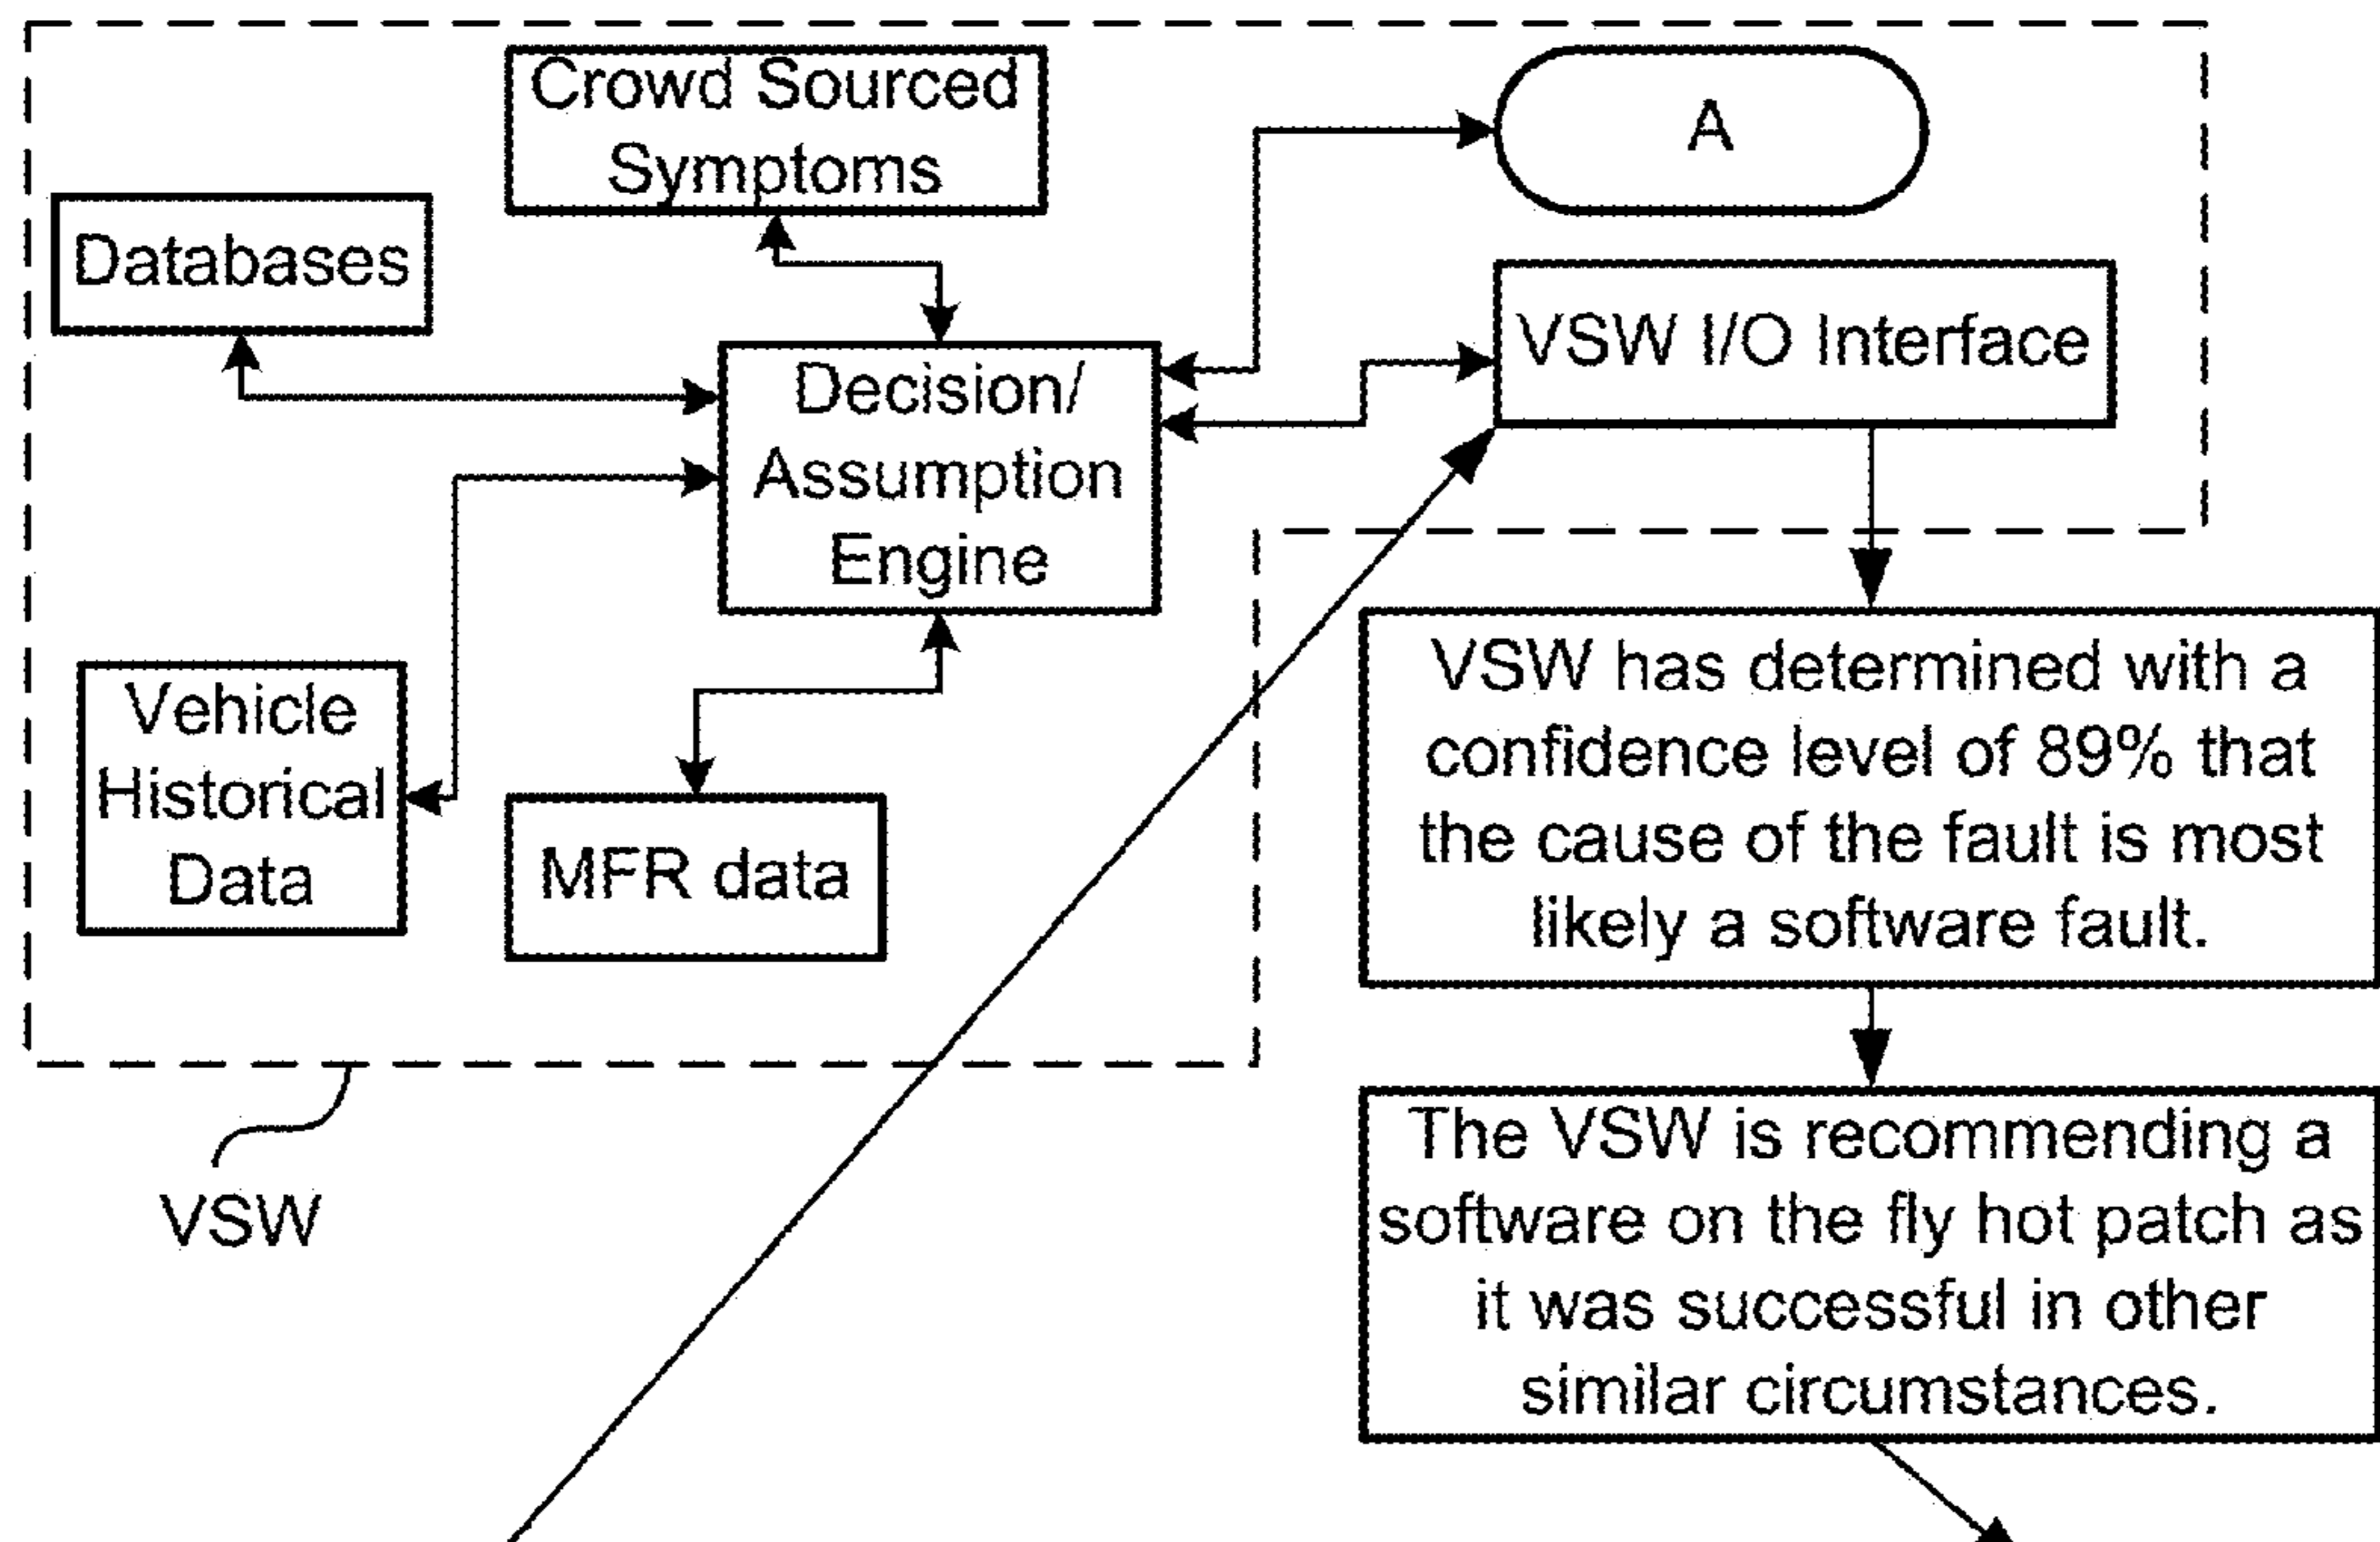 Crowd Sourced
Symptoms
A
Databases
VSW I/O Interface
Decision/
Assumption
Engine
Vehicle
Historical
Data
MFR data
VSW has determined with a
confidence level of 89% that
the cause of the fault is most
likely a software fault.
VSW
The VSW is recommending a
software on the fly hot patch as
it was successful in other
similar circumstances.